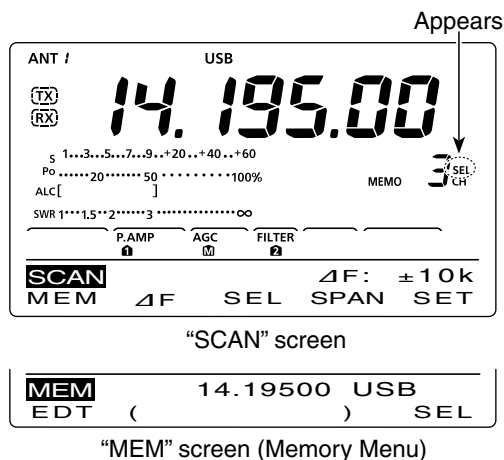 Appears
ANT 1 USB
TX
RX
14.195.00
S 1•••3•••5•••7•••9••+20••+40••+60
Po ••••••20•••••• 50 •••••••••100%
MEMO 3 SEL CH
ALC[ ]
SWR 1••••1.5••2••••••3 •••••••••••••••∞
P.AMP AGC FILTER
1 M 2
SCAN ⊿F: ±10k
MEM ⊿F SEL SPAN SET
“SCAN” screen
MEM 14.19500 USB
EDT ( ) SEL
“MEM” screen (Memory Menu)